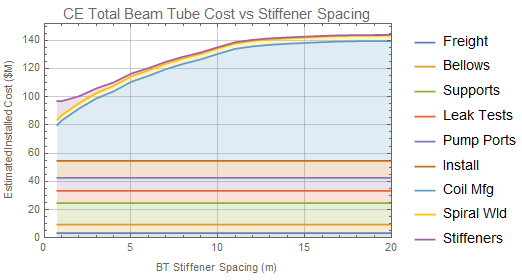 CE Total Beam Tube Cost vs Stiffener Spacing
140
120
100
80
60
40
20
0
Estimated Installed Cost ($M)
0 5 10 15 20
BT Stiffener Spacing (m)
Freight
Bellows
Supports
Leak Tests
Pump Ports
Install
Coil Mfg
Spiral Wld
Stiffeners